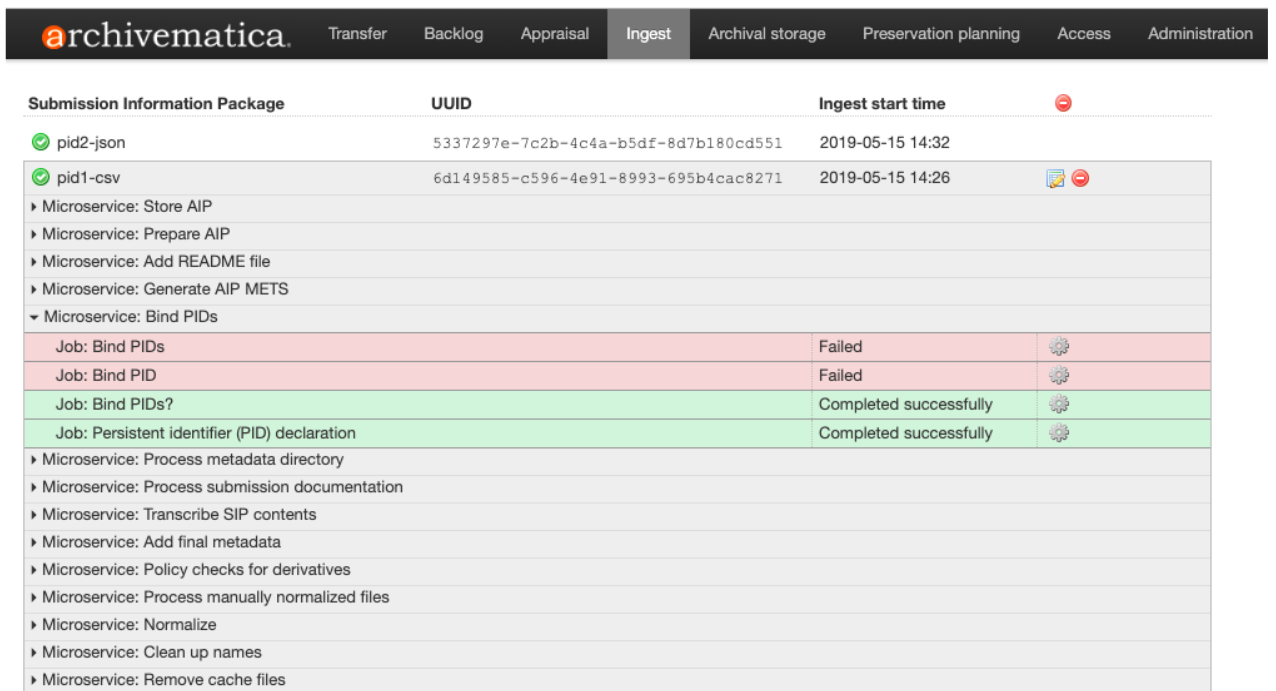 archivematica. Transfer Backlog Appraisal Ingest Archival storage Preservation planning Access Administration
Submission Information Package UUID Ingest start time
pid2-json 5337297e-7c2b-4c4a-b5df-8d7b180cd551 2019-05-15 14:32
pid1-csv 6d149585-c596-4e91-8993-695b4cac8271 2019-05-15 14:26
Microservice: Store AIP
Microservice: Prepare AIP
Microservice: Add README file
Microservice: Generate AIP METS
Microservice: Bind PIDs
Job: Bind PIDs Failed
Job: Bind PID Failed
Job: Bind PIDs? Completed successfully
Job: Persistent identifier (PID) declaration Completed successfully
Microservice: Process metadata directory
Microservice: Process submission documentation
Microservice: Transcribe SIP contents
Microservice: Add final metadata
Microservice: Policy checks for derivatives
Microservice: Process manually normalized files
Microservice: Normalize
Microservice: Clean up names
Microservice: Remove cache files